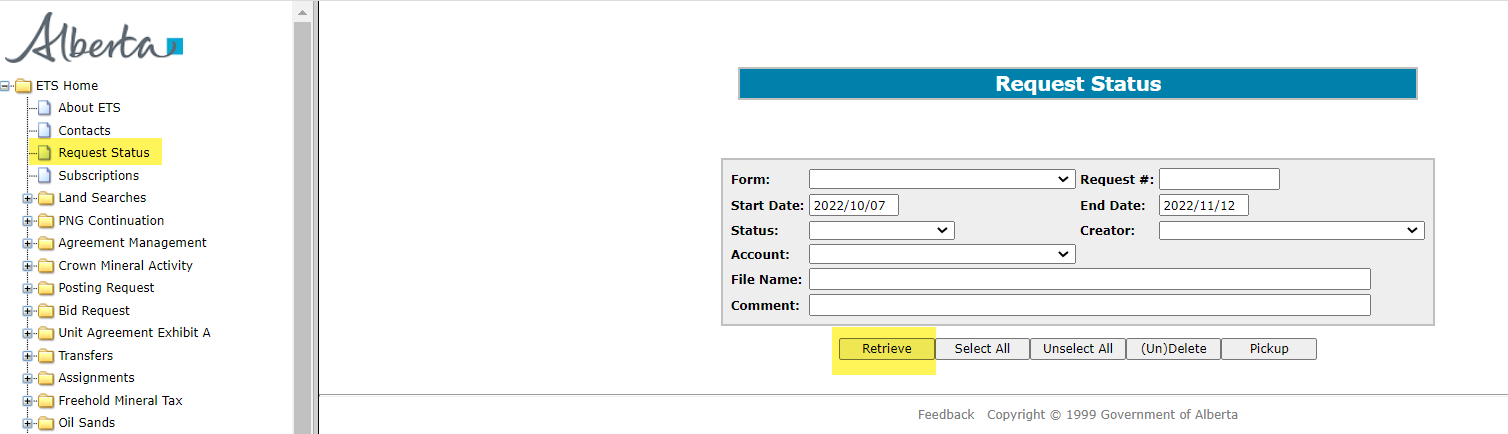 Alberta
ETS Home
About ETS
Contacts
Request Status
Subscriptions
Land Searches
PNG Continuation
Agreement Management
Crown Mineral Activity
Posting Request
Bid Request
Unit Agreement Exhibit A
Transfers
Assignments
Freehold Mineral Tax
Oil Sands
Request Status
Form: Request #:
Start Date: 2022/10/07 End Date: 2022/11/12
Status: Creator:
Account:
File Name:
Comment:
Retrieve Select All Unselect All (Un)Delete Pickup
Feedback Copyright © 1999 Government of Alberta